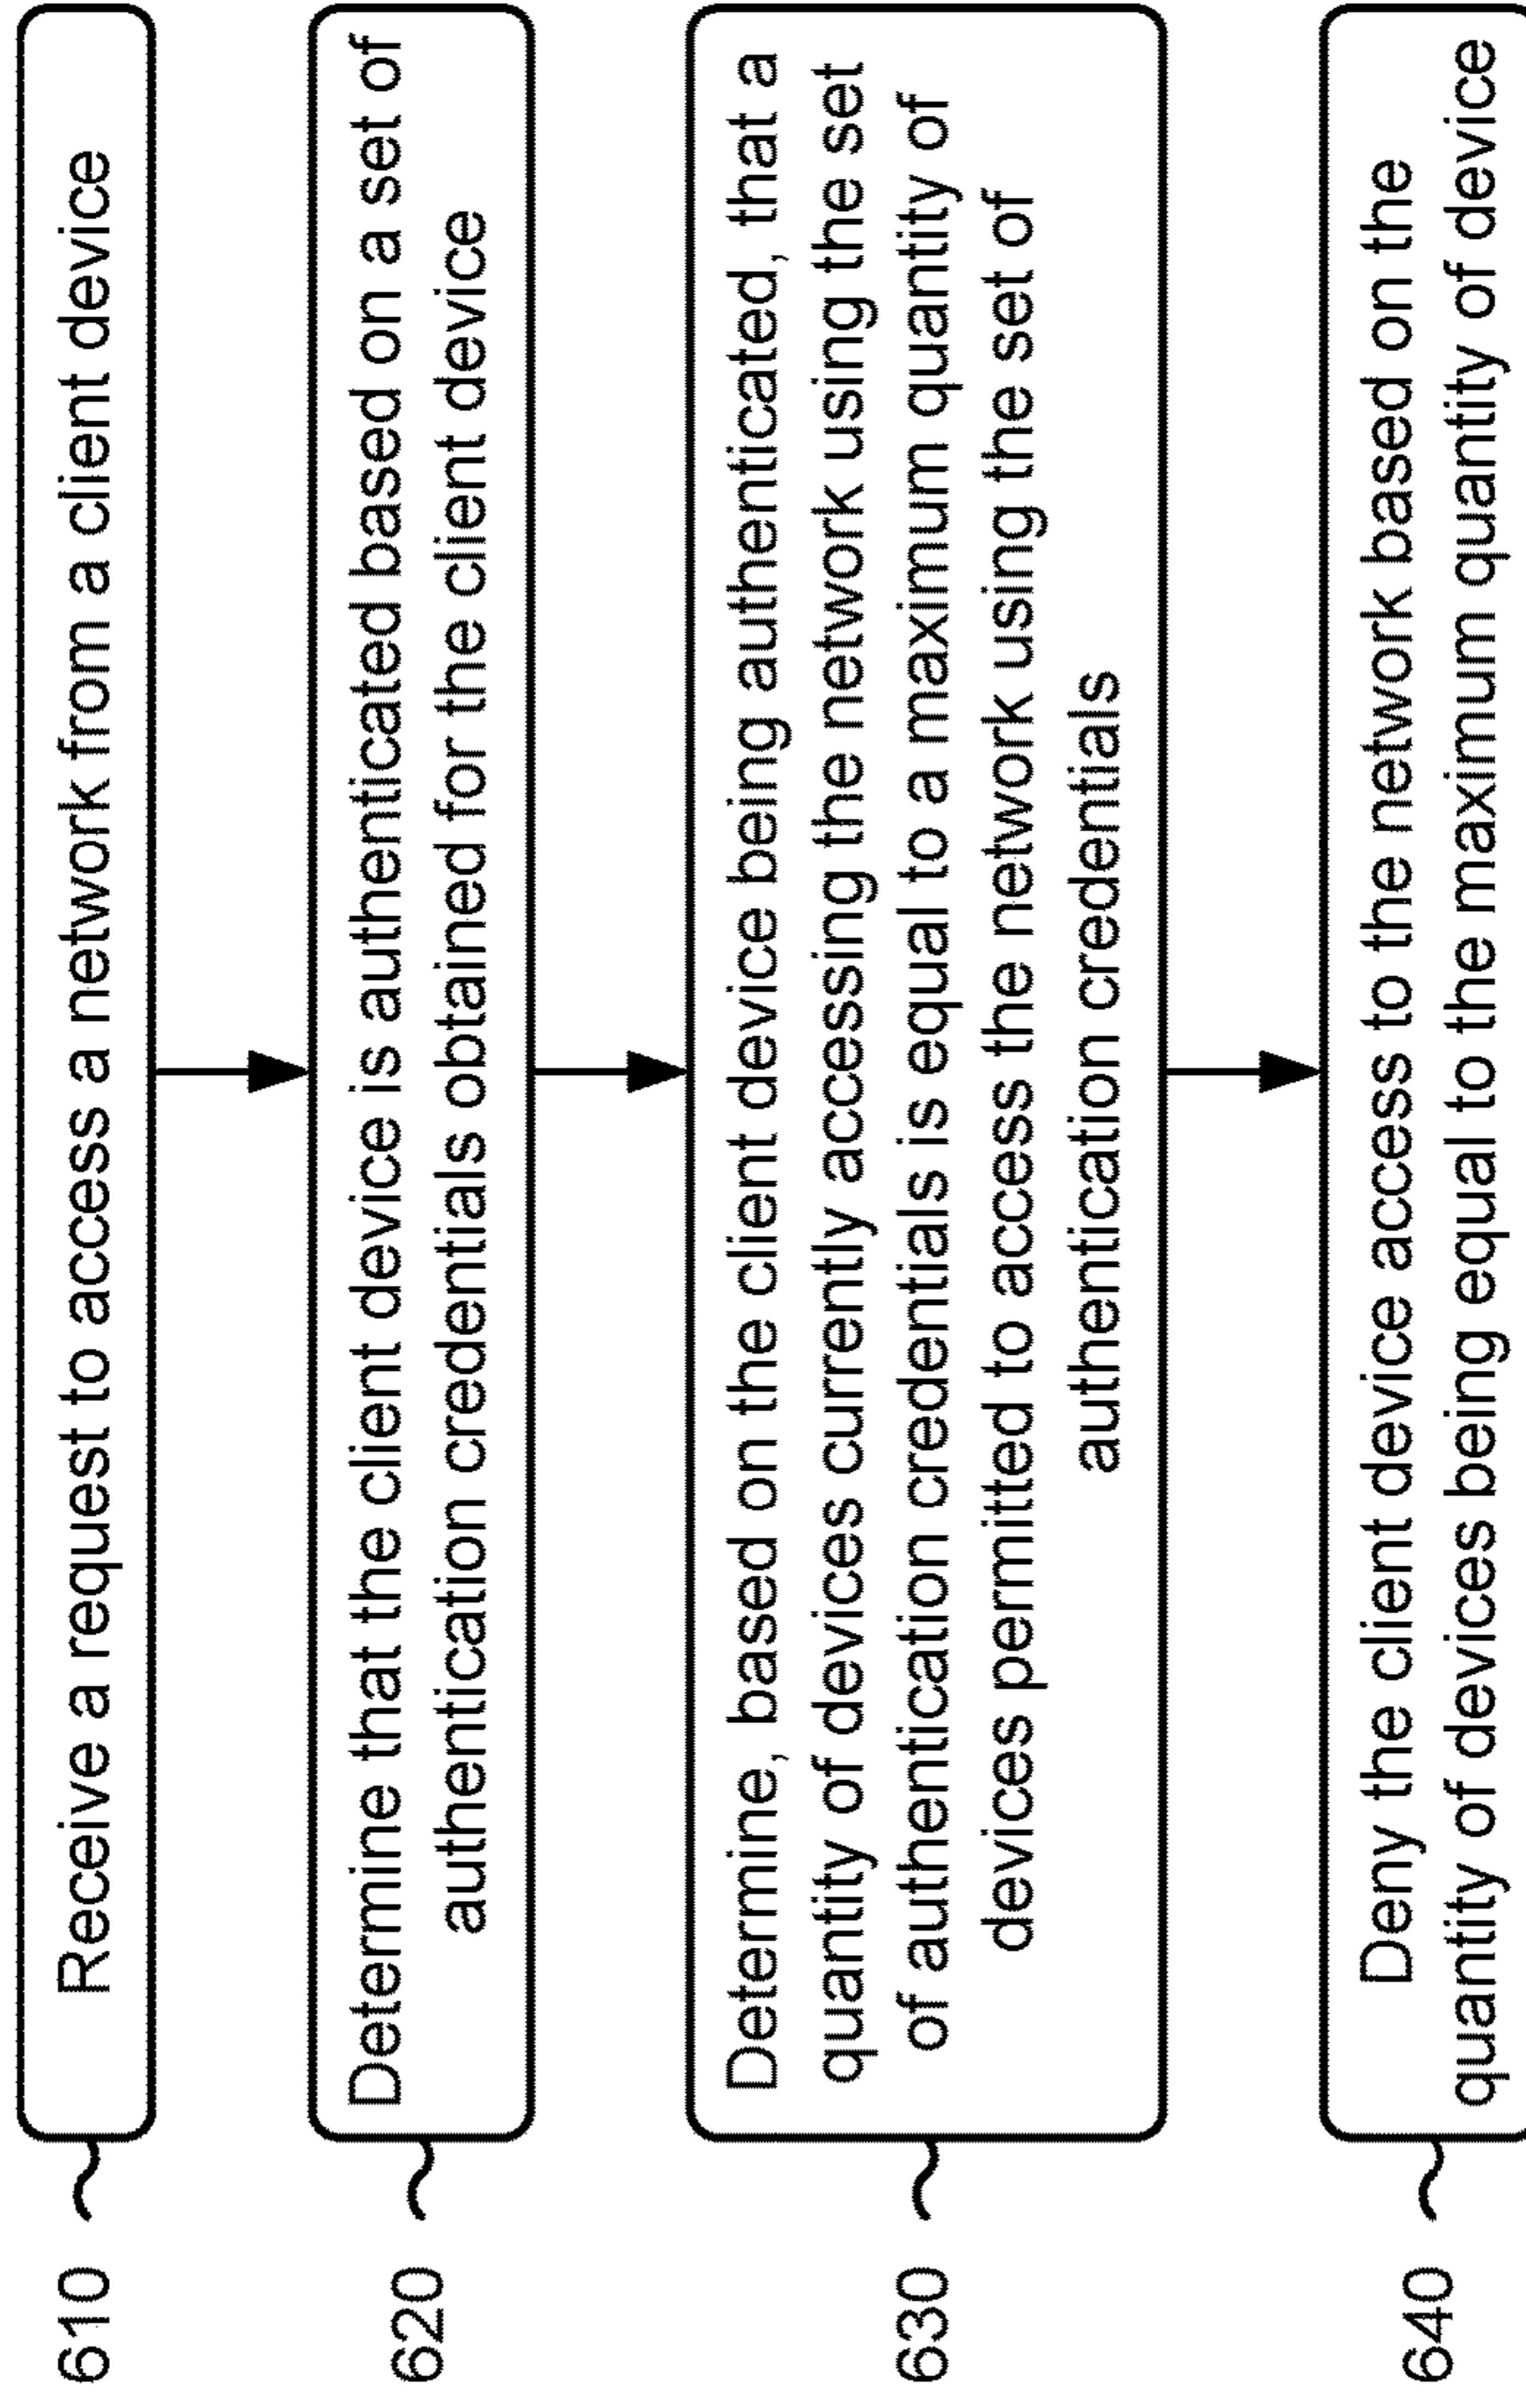 610
Receive a request to access a network from a client device
620
Determine that the client device is authenticated based on a set of
authentication credentials obtained for the client device
630
Determine, based on the client device being authenticated, that a
quantity of devices currently accessing the network using the set
of authentication credentials is equal to a maximum quantity of
devices permitted to access the network using the set of
authentication credentials
640
Deny the client device access to the network based on the
quantity of devices being equal to the maximum quantity of device